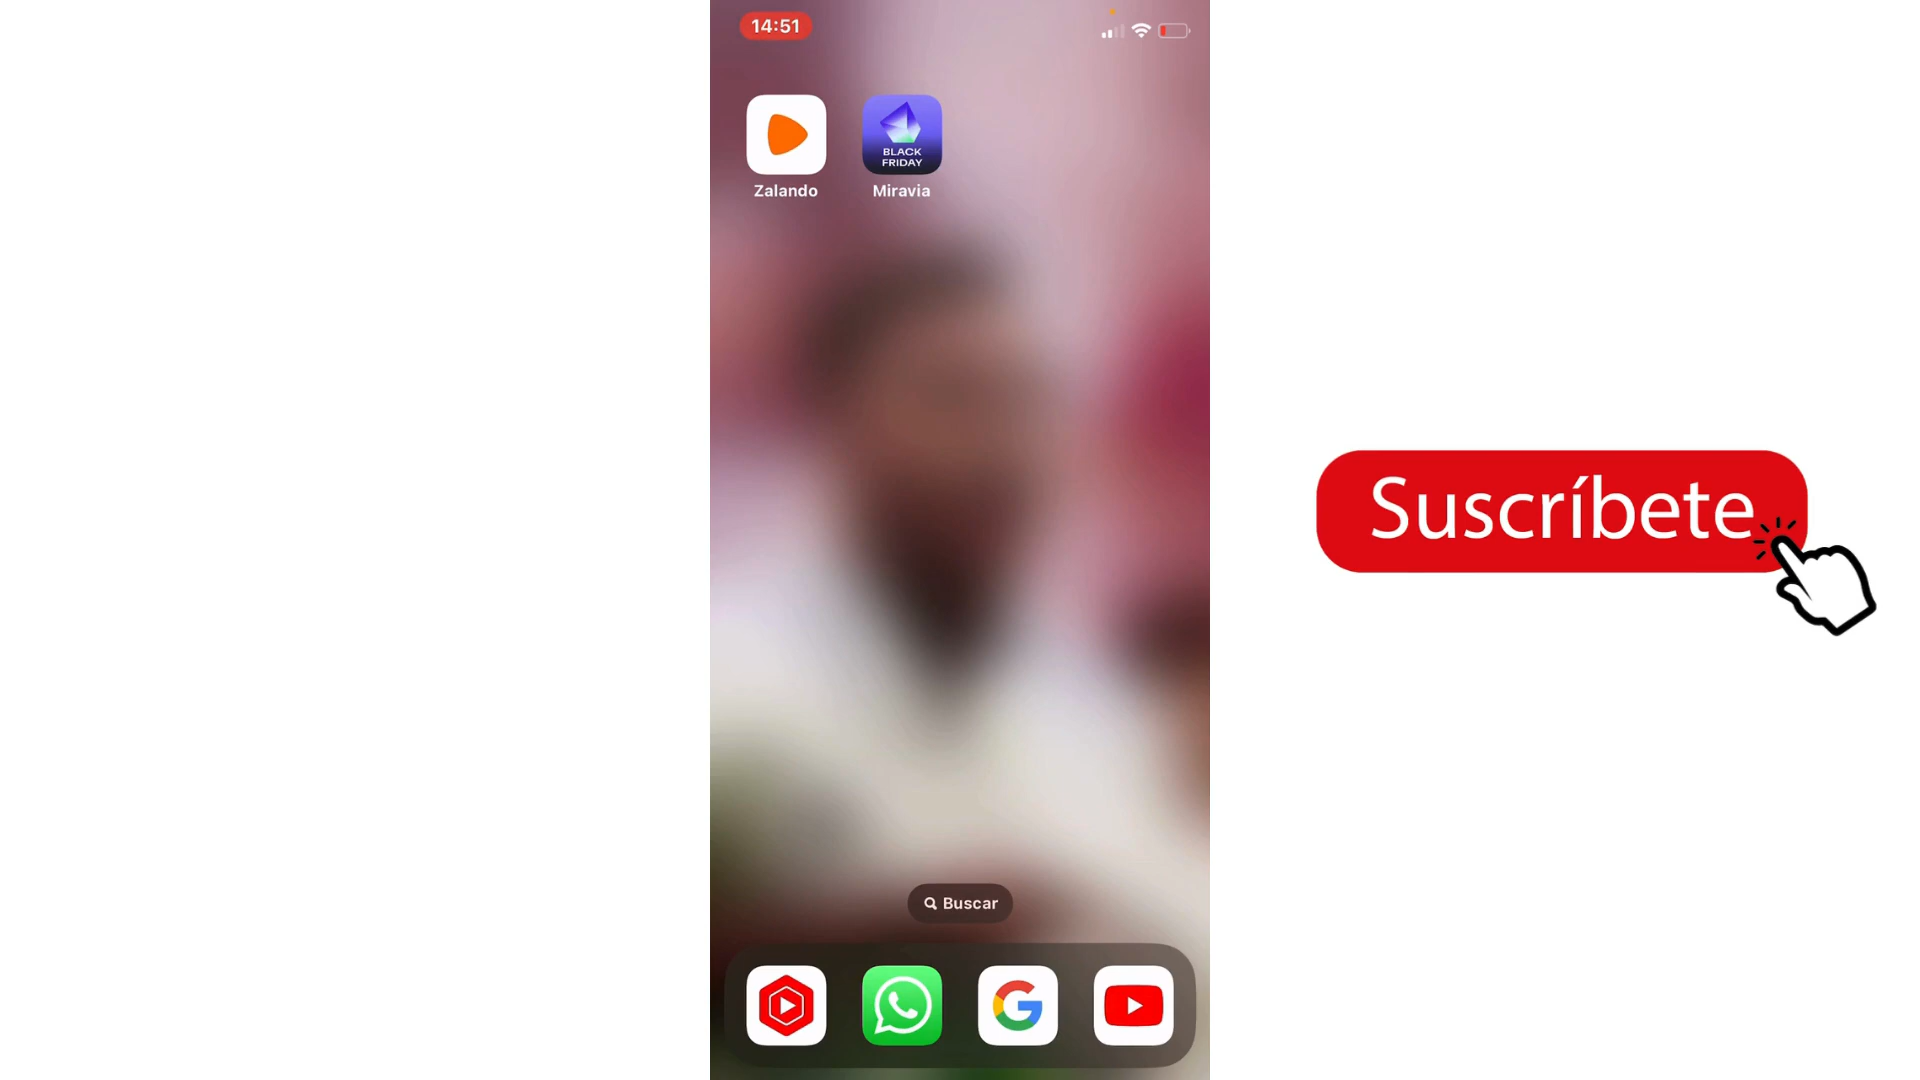 14:51
BLACK
FRIDAY
Zalando
Miravia
Suscríbete
Buscar